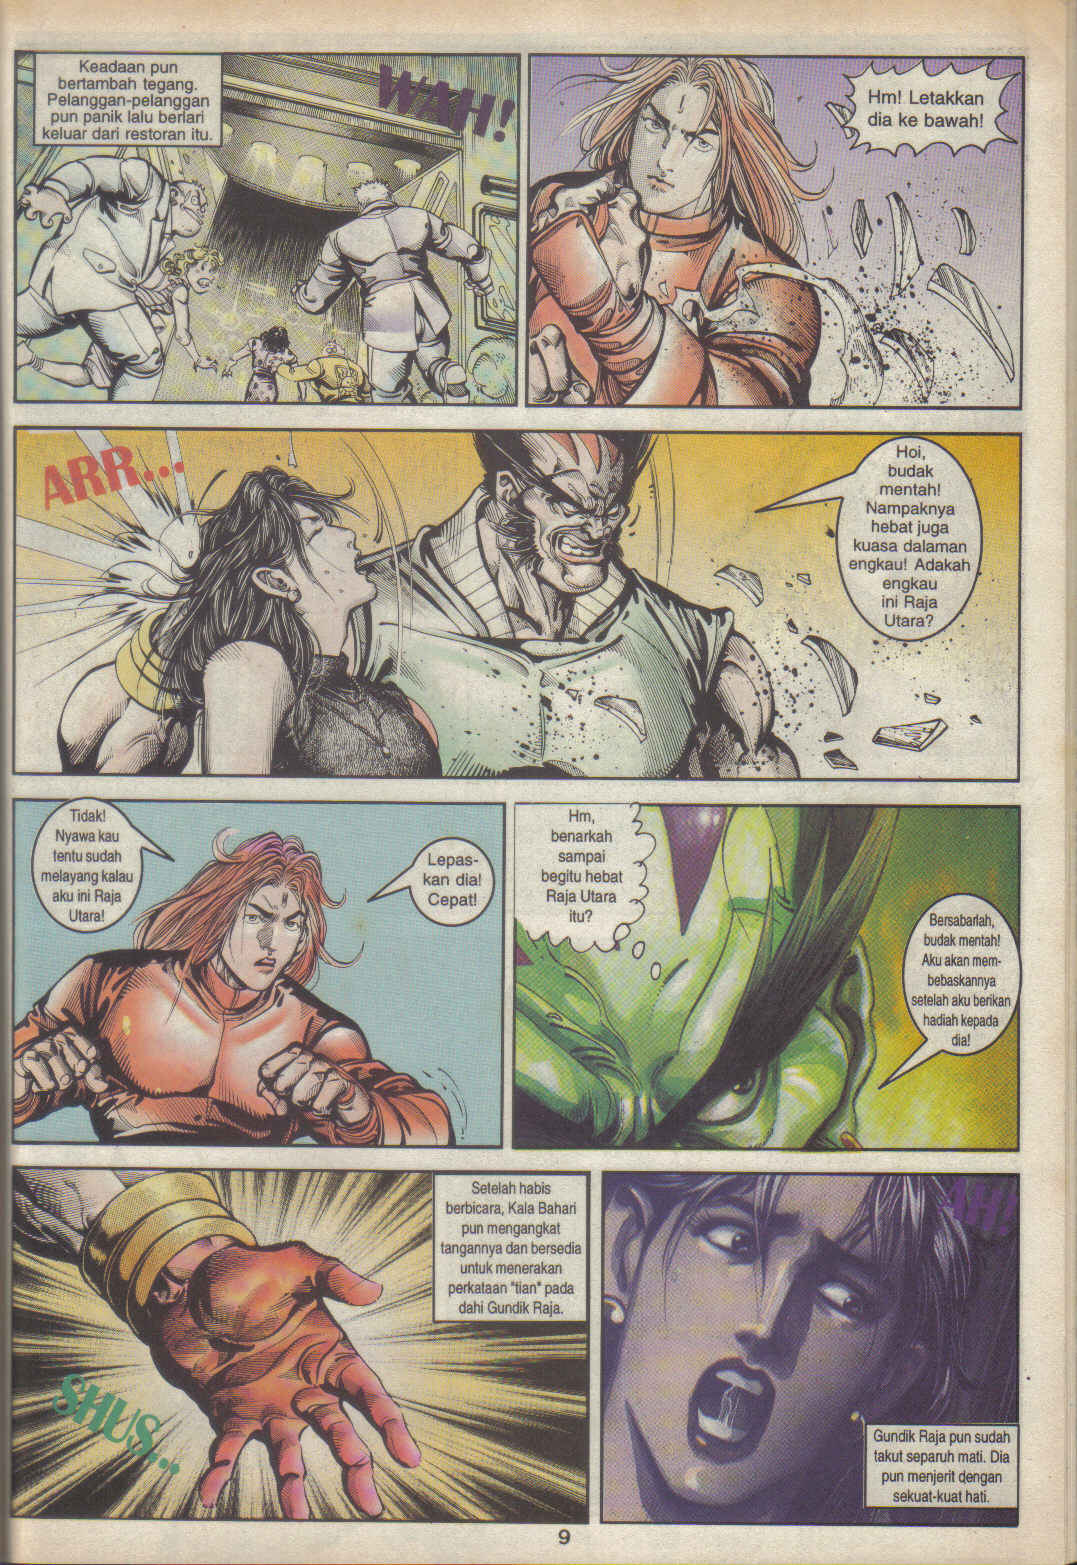 Keadaan pun
bertambah tegang.
Pelanggan-pelanggan
pun panik lalu berlari
keluar dari restoran itu.
WAH!
Hm! Letakkan
dia ke bawah!
ARR...
Hoi,
budak
mentah!
Nampaknya
hebat juga
kuasa dalaman
engkau! Adakah
engkau
ini Raja
Utara?
Tidak!
Nyawa kau
tentu sudah
melayang kalau
aku ini Raja
Utara!
Lepas-
kan dia!
Cepat!
Hm,
benarkah
sampai
begitu hebat
Raja Utara
itu?
Bersabarlah,
budak mentah!
Aku akan mem-
bebaskannya
setelah aku berikan
hadiah kepada
dia!
Setelah habis
berbicara, Kala Bahari
pun mengangkat
tangannya dan bersedia
untuk menerakan
perkataan "tian" pada
dahi Gundik Raja.
SHUS...
AH!
Gundik Raja pun sudah
takut separuh mati. Dia
pun menjerit dengan
sekuat-kuat hati.
9